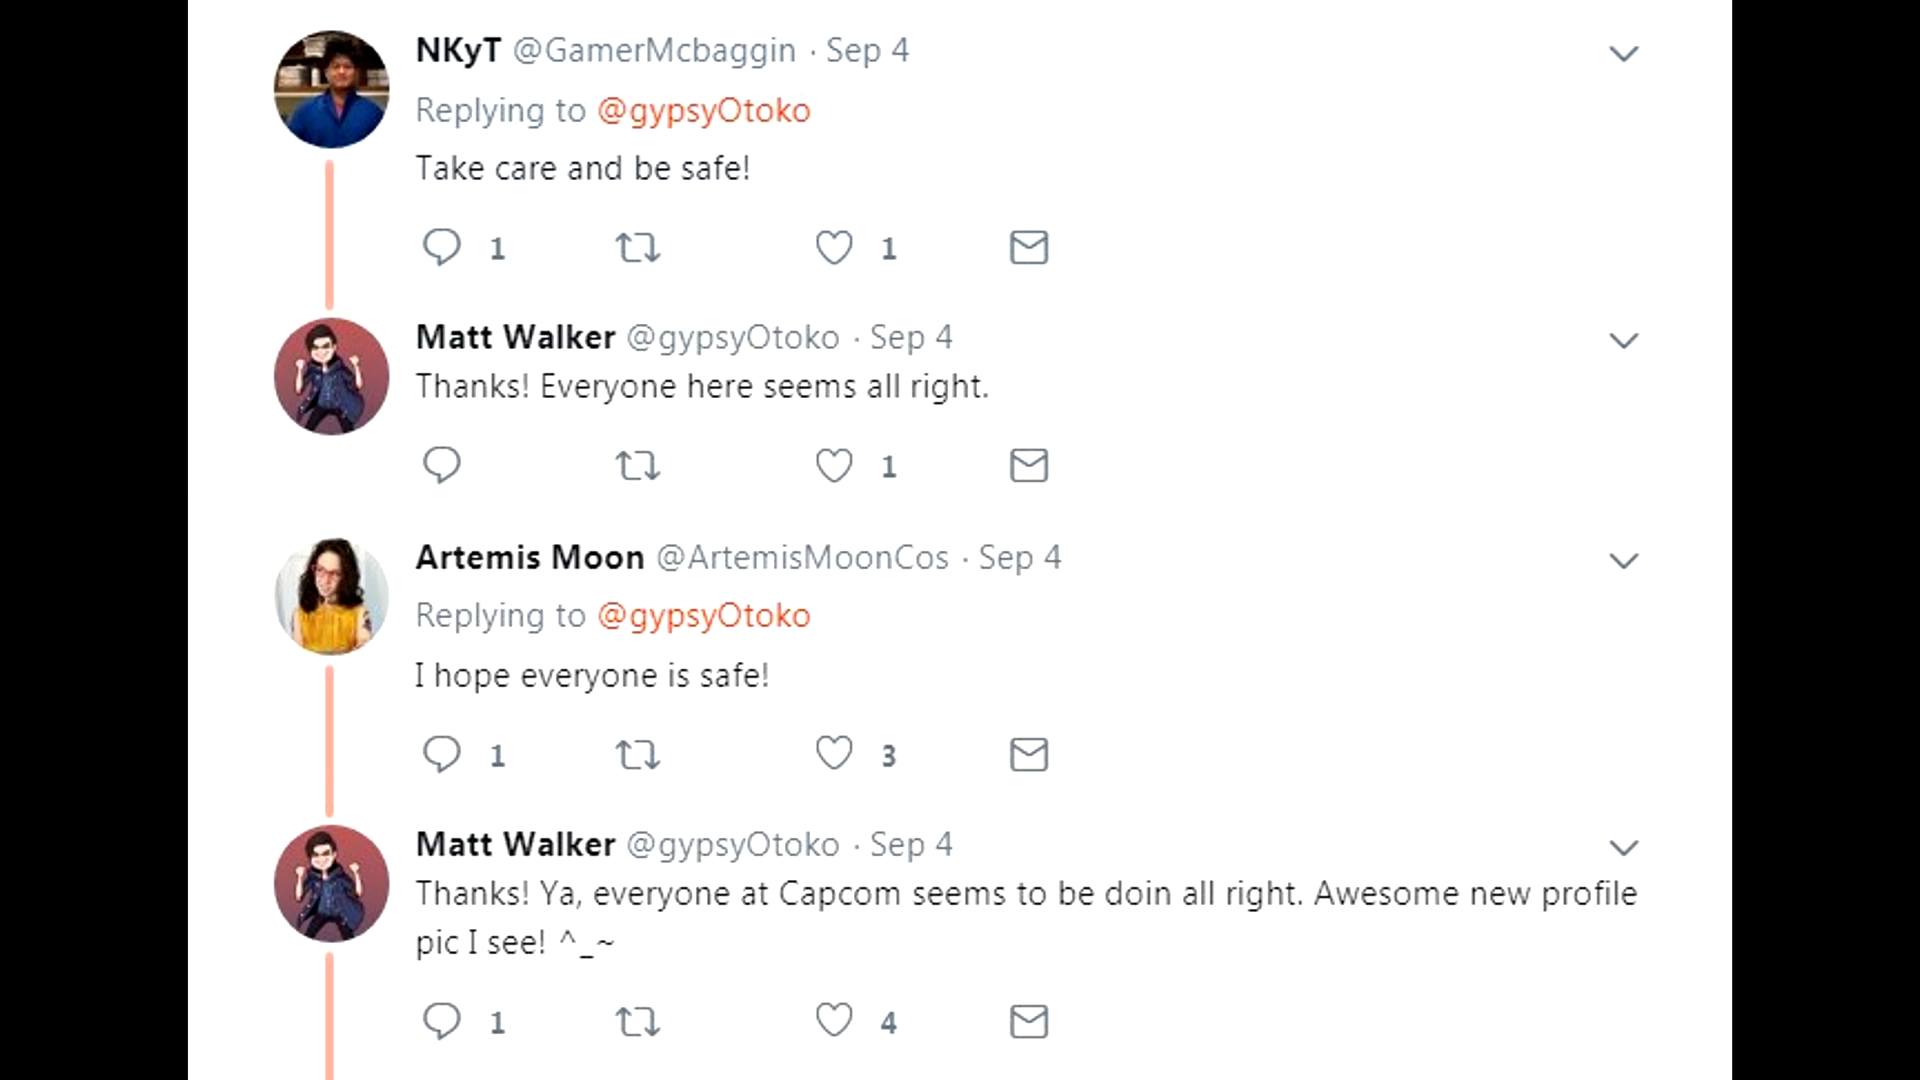 NKyT @GamerMcbaggin · Sep 4
Replying to @gypsyOtoko
Take care and be safe!
1 1
Matt Walker @gypsyOtoko · Sep 4
Thanks! Everyone here seems all right.
1
Artemis Moon @ArtemisMoonCos · Sep 4
Replying to @gypsyOtoko
I hope everyone is safe!
1 3
Matt Walker @gypsyOtoko · Sep 4
Thanks! Ya, everyone at Capcom seems to be doin all right. Awesome new profile
pic I see! ^_~
1 4